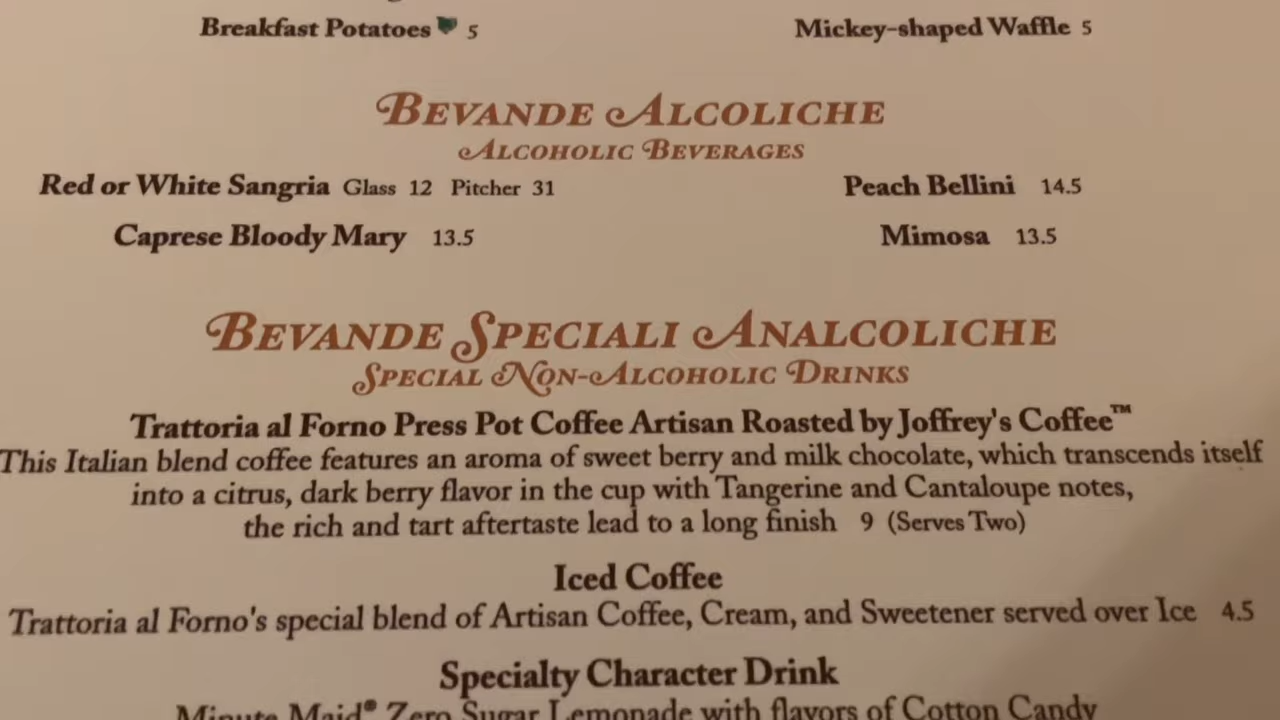 Breakfast Potatoes 5
Mickey-shaped Waffle 5
BEVANDE ALCOLICHE
ALCOHOLIC BEVERAGES
Red or White Sangria Glass 12 Pitcher 31
Peach Bellini 14.5
Caprese Bloody Mary 13.5
Mimosa 13.5
BEVANDE SPECIALI ANALCOLICHE
SPECIAL NON-ALCOHOLIC DRINKS
Trattoria al Forno Press Pot Coffee Artisan Roasted by Joffrey's Coffee™
This Italian blend coffee features an aroma of sweet berry and milk chocolate, which transcends itself
into a citrus, dark berry flavor in the cup with Tangerine and Cantaloupe notes,
the rich and tart aftertaste lead to a long finish 9 (Serves Two)
Iced Coffee
Trattoria al Forno's special blend of Artisan Coffee, Cream, and Sweetener served over Ice 4.5
Specialty Character Drink
Minute Maid® Zero Sugar Lemonade with flavors of Cotton Candy